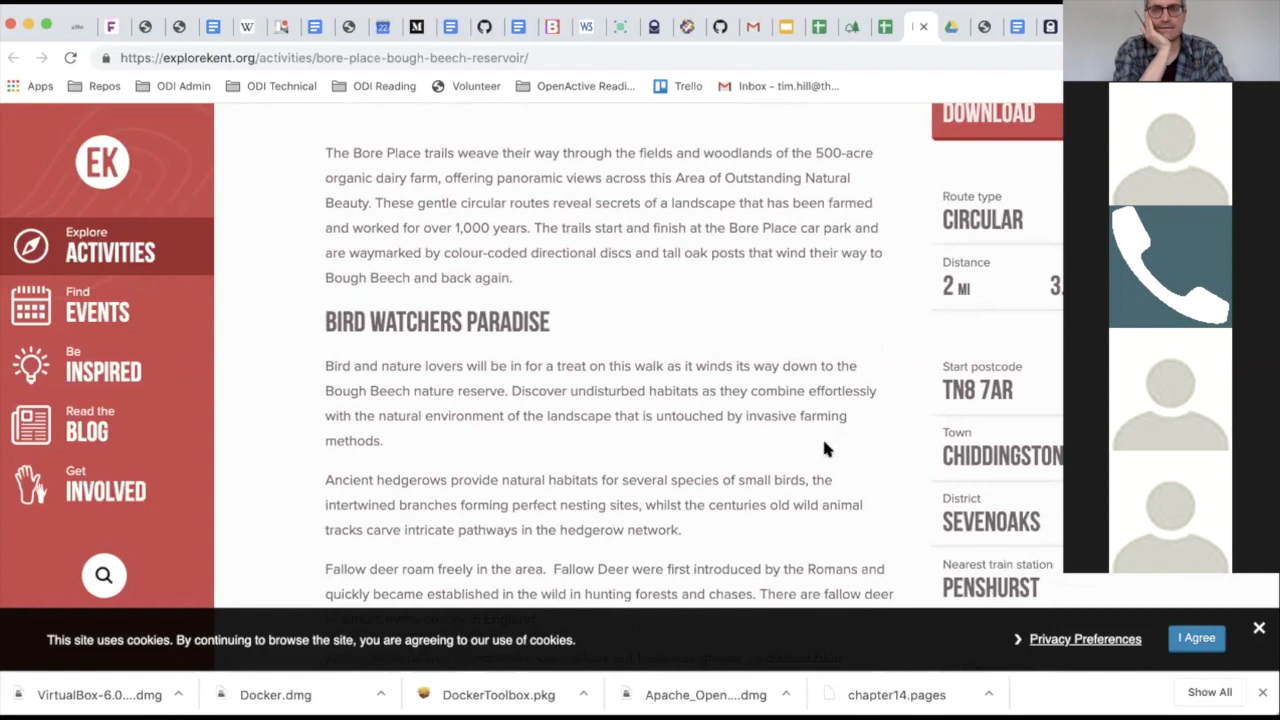 F
W
22
M
B
W3
https://explorekent.org/activities/bore-place-bough-beech-reservoir/
Apps
Repos
ODI Admin
ODI Technical
ODI Reading
Volunteer
OpenActive Readi...
Trello
Inbox - tim.hill@th...
EK
Explore
ACTIVITIES
Find
EVENTS
Be
INSPIRED
Read the
BLOG
Get
INVOLVED
The Bore Place trails weave their way through the fields and woodlands of the 500-acre
organic dairy farm, offering panoramic views across this Area of Outstanding Natural
Beauty. These gentle circular routes reveal secrets of a landscape that has been farmed
and worked for over 1,000 years. The trails start and finish at the Bore Place car park and
are waymarked by colour-coded directional discs and tall oak posts that wind their way to
Bough Beech and back again.
BIRD WATCHERS PARADISE
Bird and nature lovers will be in for a treat on this walk as it winds its way down to the
Bough Beech nature reserve. Discover undisturbed habitats as they combine effortlessly
with the natural environment of the landscape that is untouched by invasive farming
methods.
Ancient hedgerows provide natural habitats for several species of small birds, the
intertwined branches forming perfect nesting sites, whilst the centuries old wild animal
tracks carve intricate pathways in the hedgerow network.
Fallow deer roam freely in the area. Fallow Deer were first introduced by the Romans and
quickly became established in the wild in hunting forests and chases. There are fallow deer
DOWNLOAD
Route type
CIRCULAR
Distance
2 MI 3.
Start postcode
TN8 7AR
Town
CHIDDINGSTON
District
SEVENOAKS
Nearest train station
PENSHURST
This site uses cookies. By continuing to browse the site, you are agreeing to our use of cookies.
Privacy Preferences
I Agree
VirtualBox-6.0....dmg
Docker.dmg
DockerToolbox.pkg
Apache_Open....dmg
chapter14.pages
Show All